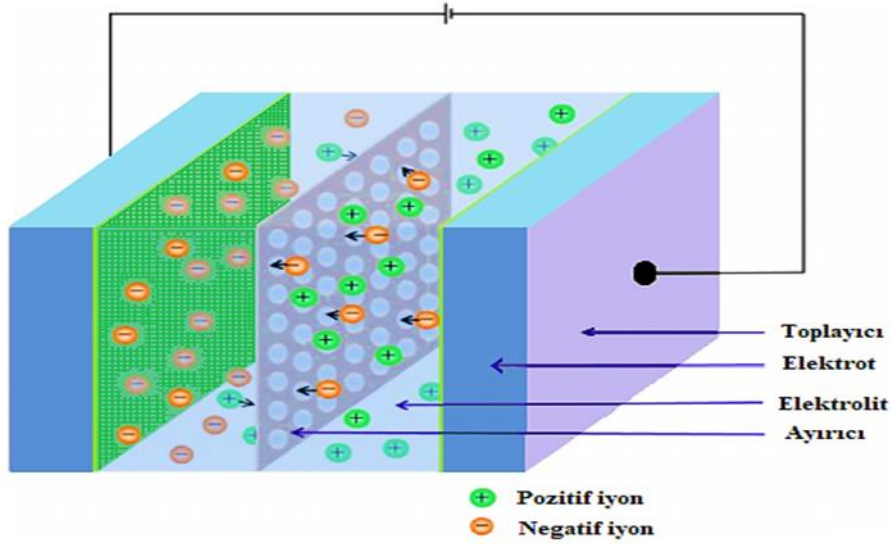 Toplayıcı
Elektrot
Elektrolit
Ayırıcı
Pozitif iyon
Negatif iyon